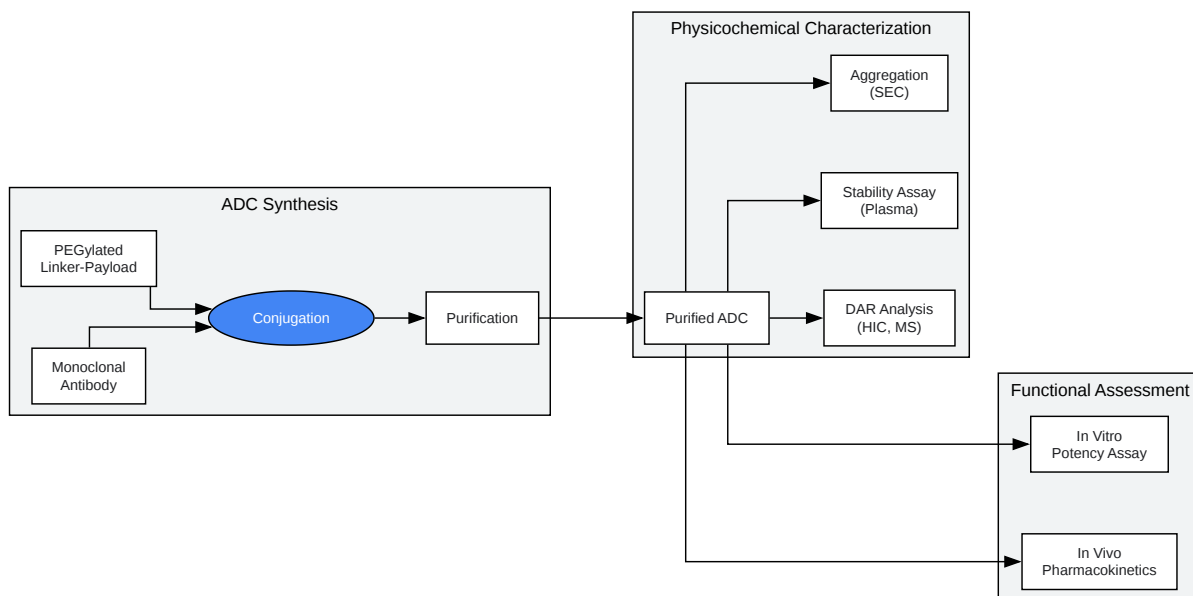 ADC Synthesis
PEGylated
Linker-Payload
Monoclonal
Antibody
Conjugation
Purification
Physicochemical Characterization
Aggregation
(SEC)
Stability Assay
(Plasma)
Purified ADC
DAR Analysis
(HIC, MS)
Functional Assessment
In Vitro
Potency Assay
In Vivo
Pharmacokinetics